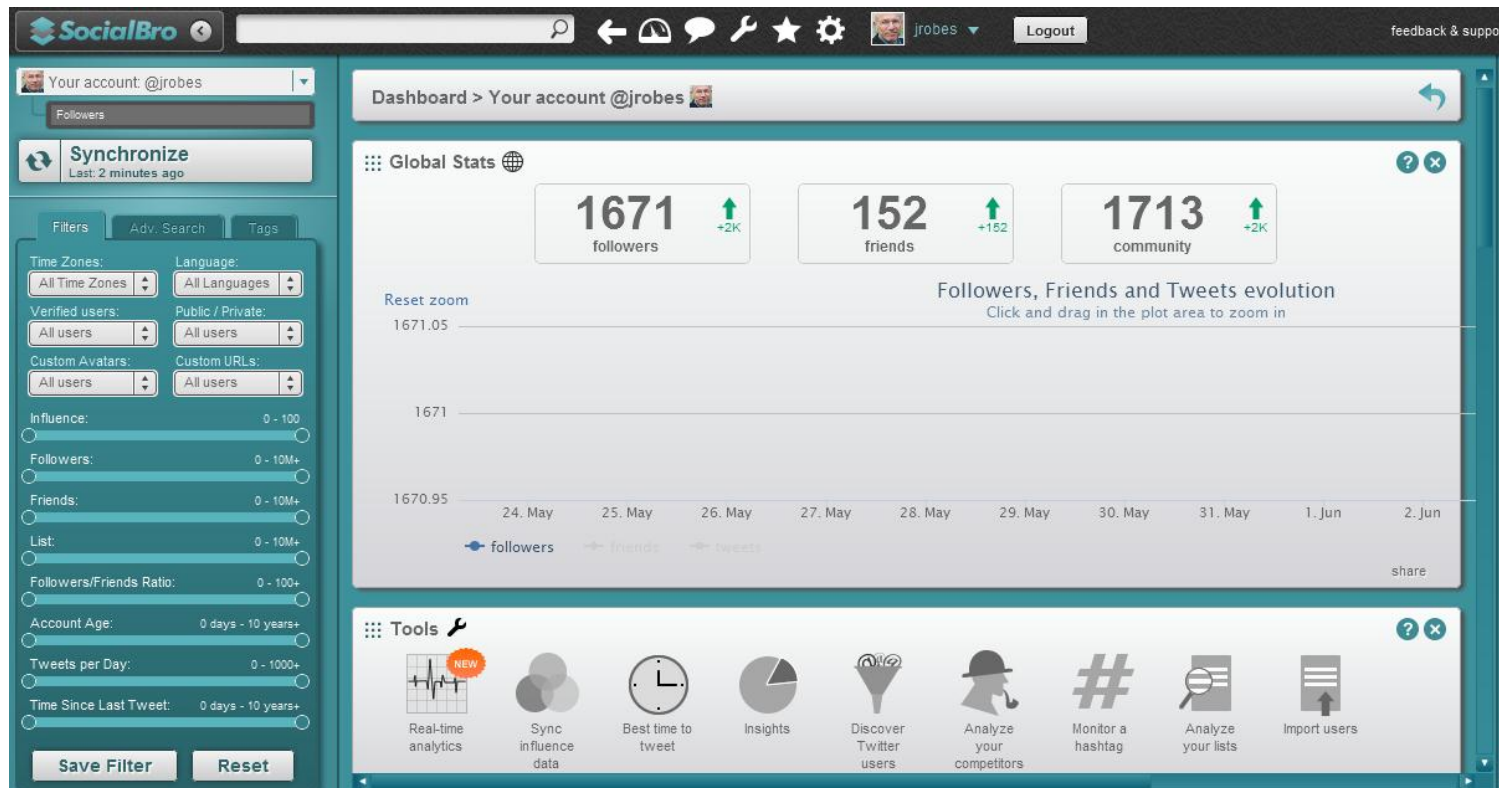 SocialBro
jrobes
Logout
feedback & suppo
Your account: @jrobes
Followers
Synchronize
Last: 2 minutes ago
Filters Adv. Search Tags
Time Zones: Language:
All Time Zones All Languages
Verified users: Public / Private:
All users All users
Custom Avatars: Custom URLs:
All users All users
Influence: 0 - 100
Followers: 0 - 10M+
Friends: 0 - 10M+
List: 0 - 10M+
Followers/Friends Ratio: 0 - 100+
Account Age: 0 days - 10 years+
Tweets per Day: 0 - 1000+
Time Since Last Tweet: 0 days - 10 years+
Save Filter Reset
Dashboard > Your account @jrobes
Global Stats
1671 +2K
followers
152 +152
friends
1713 +2K
community
Followers, Friends and Tweets evolution
Click and drag in the plot area to zoom in
Reset zoom
1671.05
1671
1670.95
24. May 25. May 26. May 27. May 28. May 29. May 30. May 31. May 1. Jun 2. Jun
followers friends tweets
share
Tools
NEW
Real-time
analytics
Sync
influence
data
Best time to
tweet
Insights
Discover
Twitter
users
Analyze
your
competitors
Monitor a
hashtag
Analyze
your lists
Import users